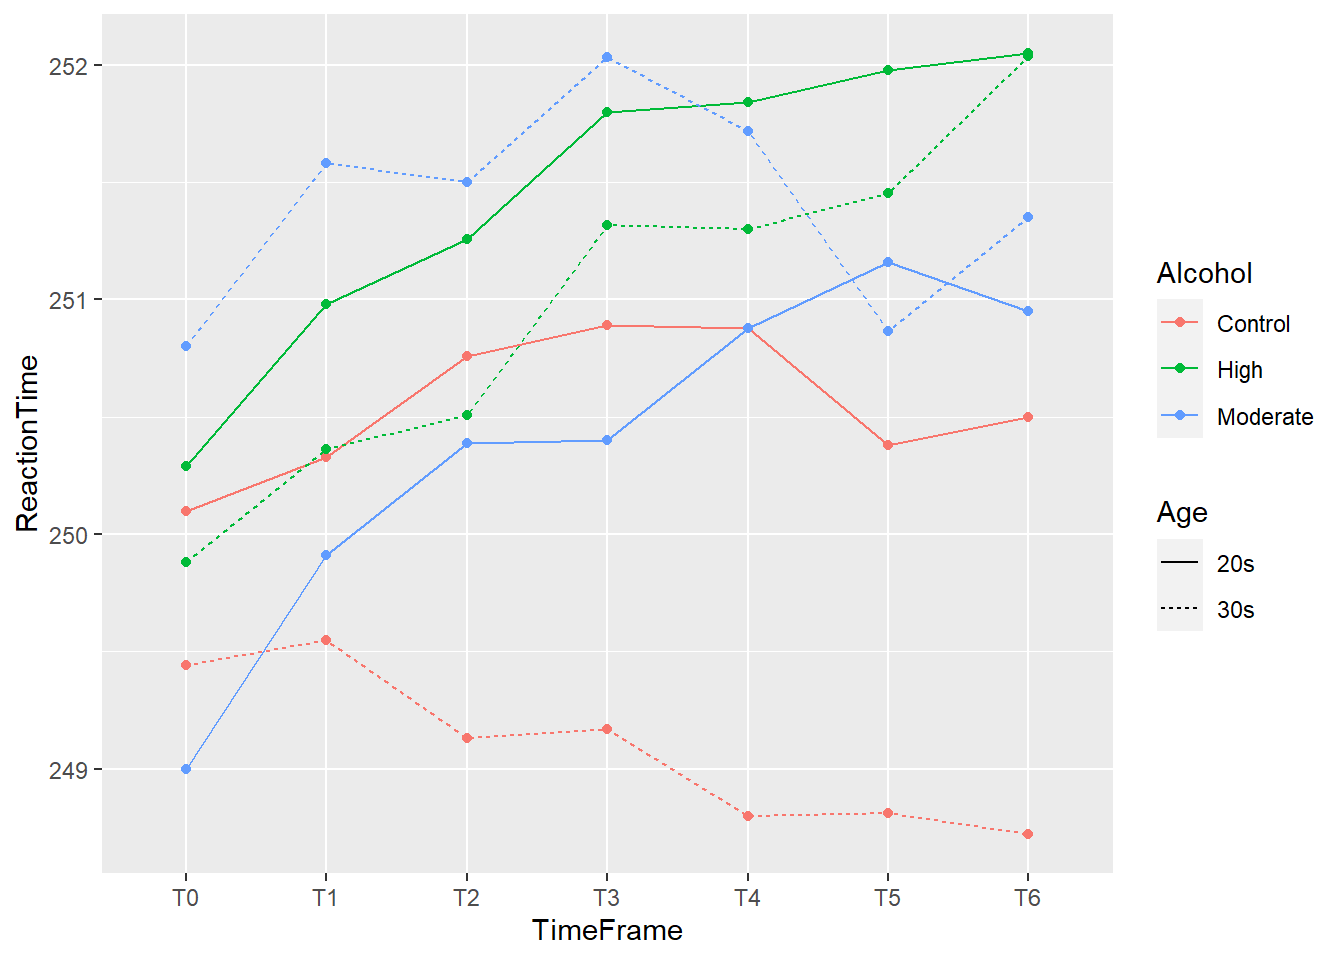 252
251
250
249
ReactionTime
T0 T1 T2 T3 T4 T5 T6
TimeFrame
Alcohol
Control
High
Moderate
Age
20s
30s